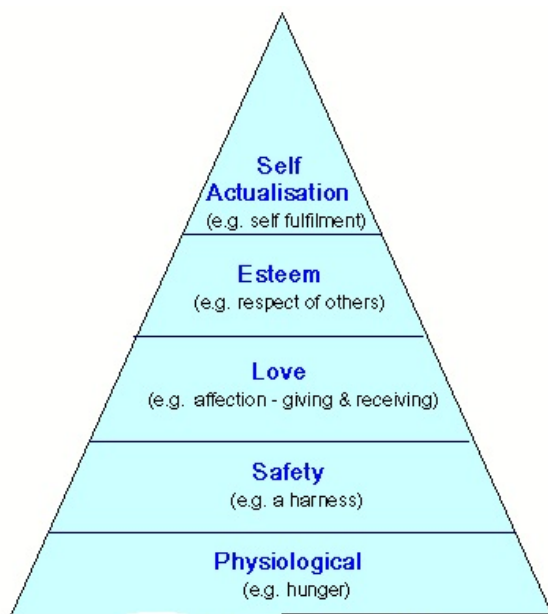 Self
Actualisation
(e.g. self fulfilment)
Esteem
(e.g. respect of others)
Love
(e.g. affection - giving & receiving)
Safety
(e.g. a harness)
Physiological
(e.g. hunger)